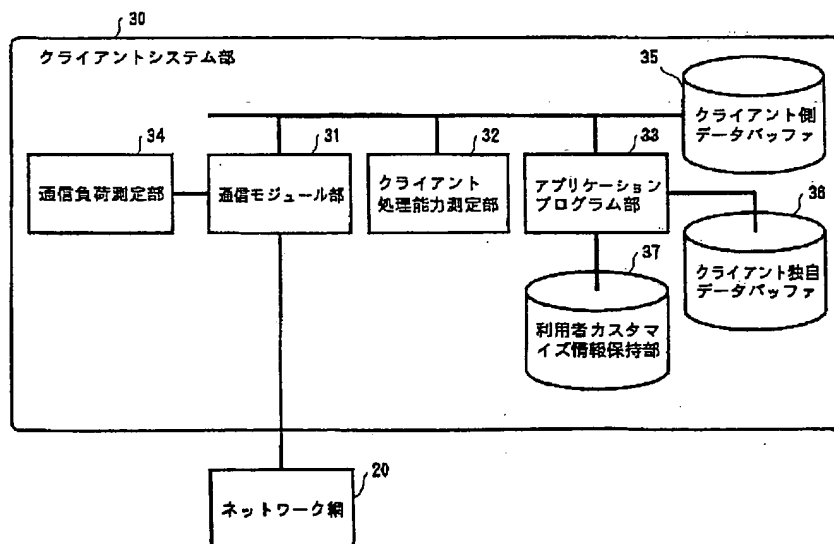 30
クライアントシステム部
35
クライアント側
データバッファ
34
通信負荷測定部
31
通信モジュール部
32
クライアント
処理能力測定部
33
アプリケーション
プログラム部
36
クライアント独自
データバッファ
37
利用者カスタマ
イズ情報保持部
20
ネットワーク網